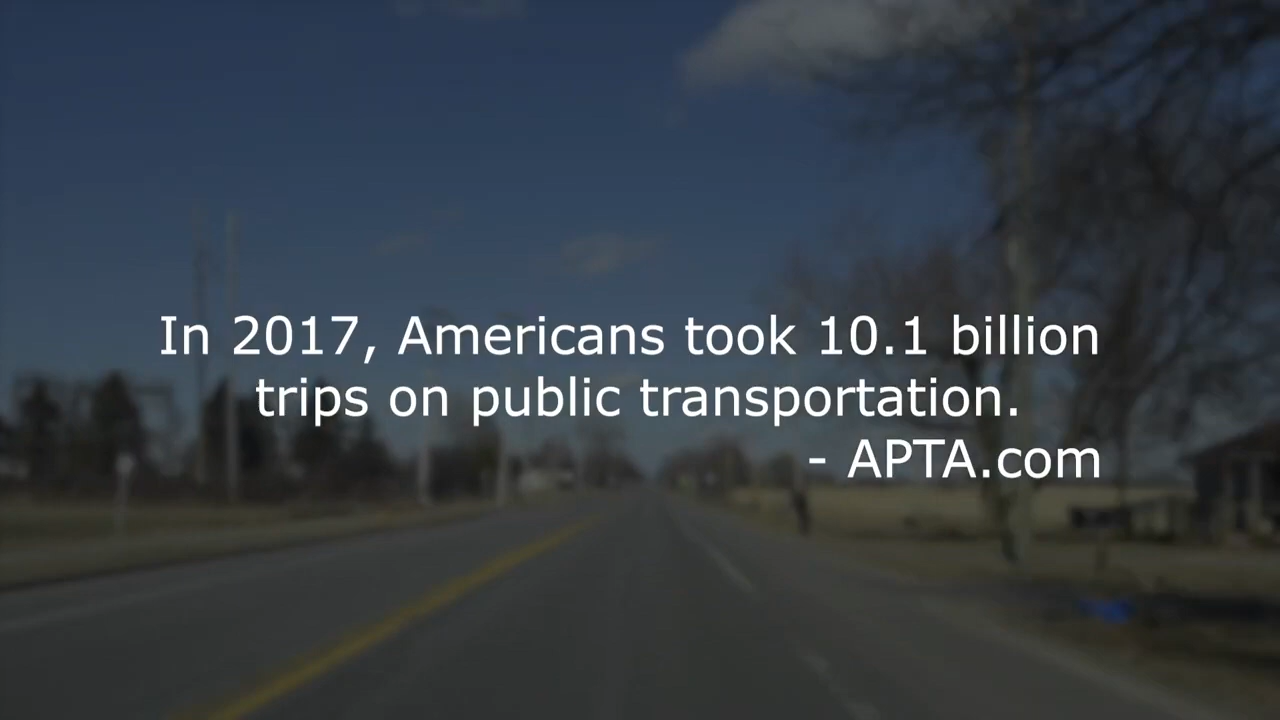 In 2017, Americans took 10.1 billion
trips on public transportation.
- APTA.com